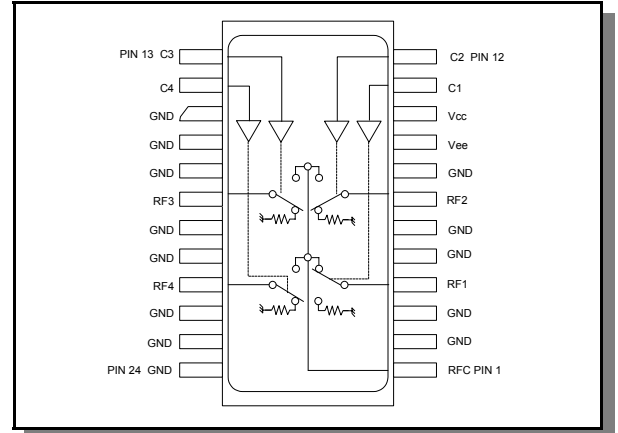 PIN 13 C3
C2 PIN 12
C4
C1
GND
Vcc
GND
Vee
GND
GND
RF3
RF2
GND
GND
GND
GND
RF4
RF1
GND
GND
GND
GND
PIN 24 GND
RFC PIN 1